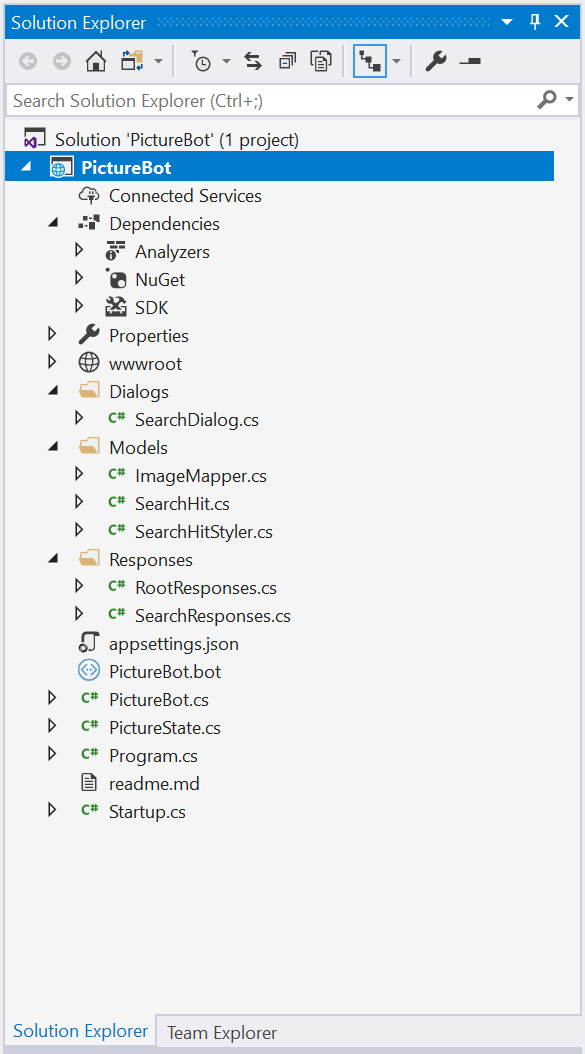 Solution Explorer
Search Solution Explorer (Ctrl+;)
Solution 'PictureBot' (1 project)
PictureBot
Connected Services
Dependencies
Analyzers
NuGet
SDK
Properties
wwwroot
Dialogs
C# SearchDialog.cs
Models
C# ImageMapper.cs
C# SearchHit.cs
C# SearchHitStyler.cs
Responses
C# RootResponses.cs
C# SearchResponses.cs
appsettings.json
PictureBot.bot
C# PictureBot.cs
C# PictureState.cs
C# Program.cs
readme.md
C# Startup.cs
Solution Explorer Team Explorer